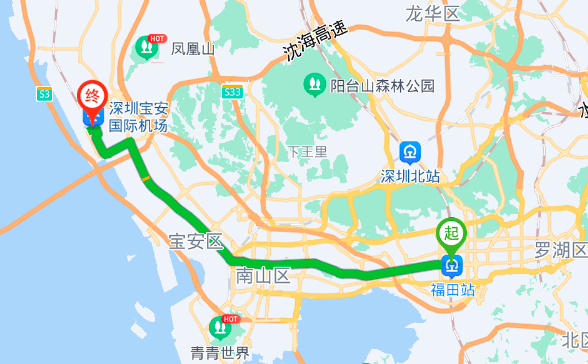 龙华区
沈海高速
HOT
凤凰山
S3
终
S33
阳台山森林公园
深圳宝安
国际机场
水
下王里
深圳北站
起
宝安区
罗湖区
南山区
福田站
HOT
青青世界
北区